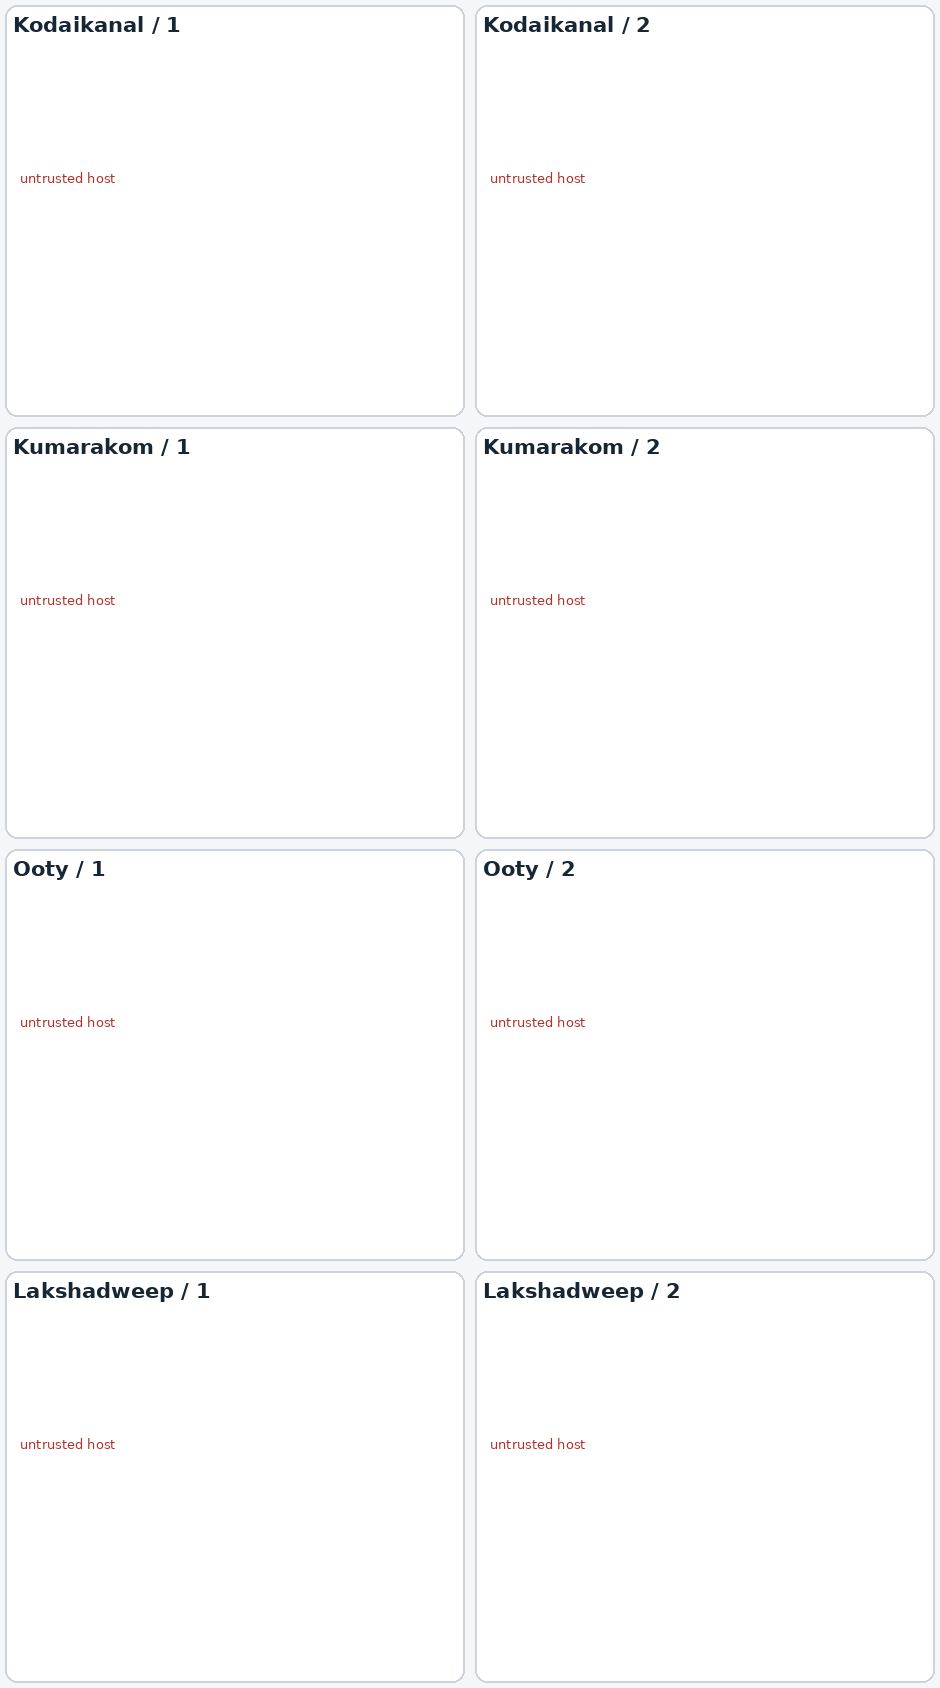 Kodaikanal / 1
Kodaikanal / 2
untrusted host
untrusted host
Kumarakom / 1
Kumarakom / 2
untrusted host
untrusted host
Ooty / 1
Ooty / 2
untrusted host
untrusted host
Lakshadweep / 1
Lakshadweep / 2
untrusted host
untrusted host